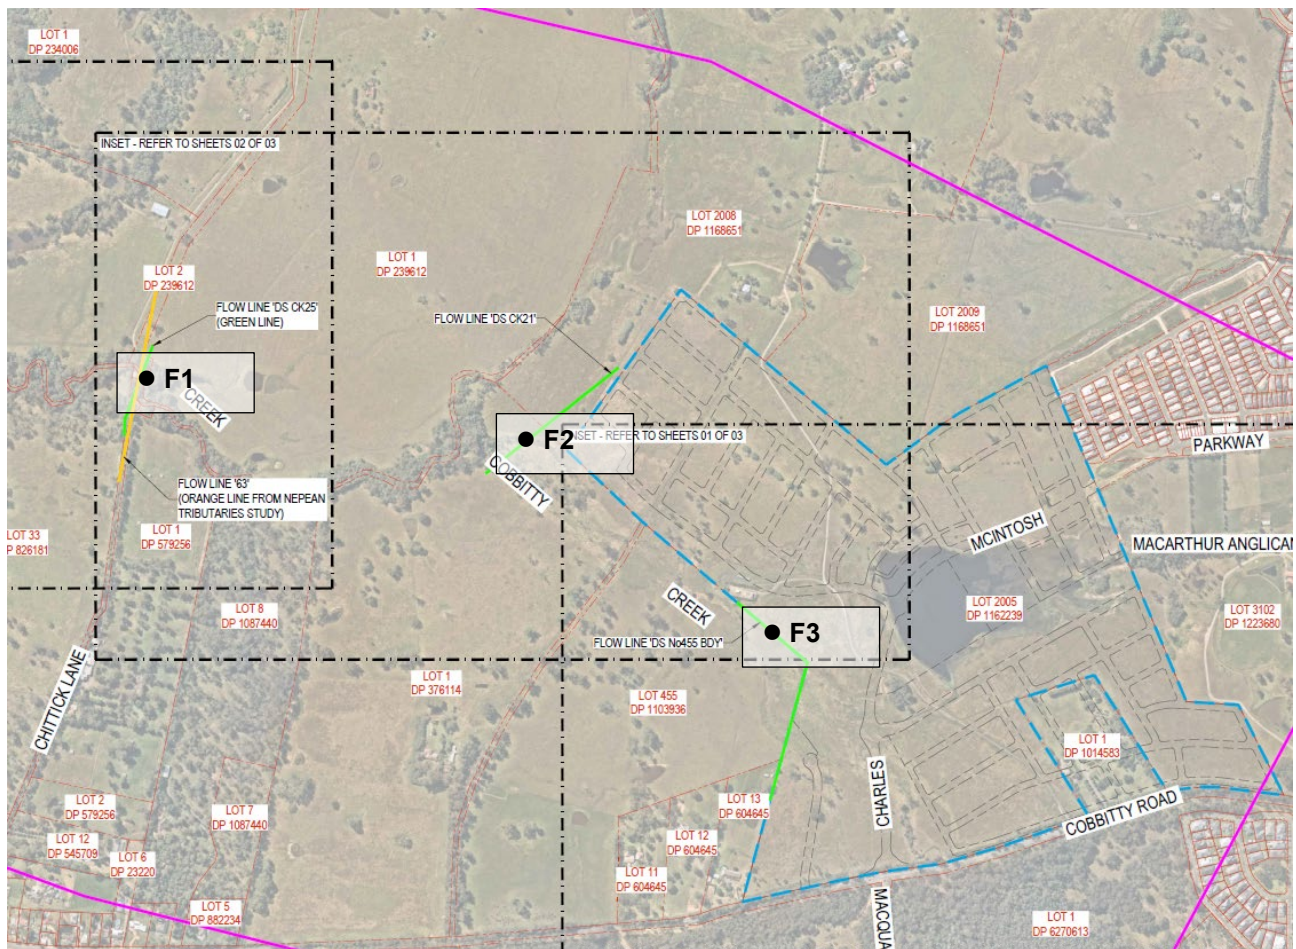 LOT 1
DP 234006
INSET - REFER TO SHEETS 02 OF 03
LOT 2008
DP 1168651
LOT 1
DP 239612
LOT 2
DP 239612
FLOW LINE 'DS CK25'
(GREEN LINE)
FLOW LINE 'DS CK21'
LOT 2009
DP 1168651
F1
CREEK
F2
INSET - REFER TO SHEETS 01 OF 03
PARKWAY
COBBITTY
FLOW LINE '63'
(ORANGE LINE FROM NEPEAN
TRIBUTARIES STUDY)
LOT 33
P 826181
LOT 1
DP 579256
MCINTOSH
MACARTHUR ANGLICAN
LOT 8
DP 1087440
CREEK
LOT 2005
DP 1162239
LOT 3102
DP 1223680
F3
FLOW LINE 'DS No455 BDY'
CHITTICK LANE
LOT 1
DP 376114
LOT 455
DP 1103936
LOT 1
DP 1014583
LOT 2
DP 579256
LOT 7
DP 1087440
LOT 13
DP 604645
CHARLES
COBBITTY ROAD
LOT 12
DP 545709
LOT 6
DP 23220
LOT 12
DP 604645
LOT 11
DP 604645
LOT 5
DP 882234
MACQUA
LOT 1
DP 6270613